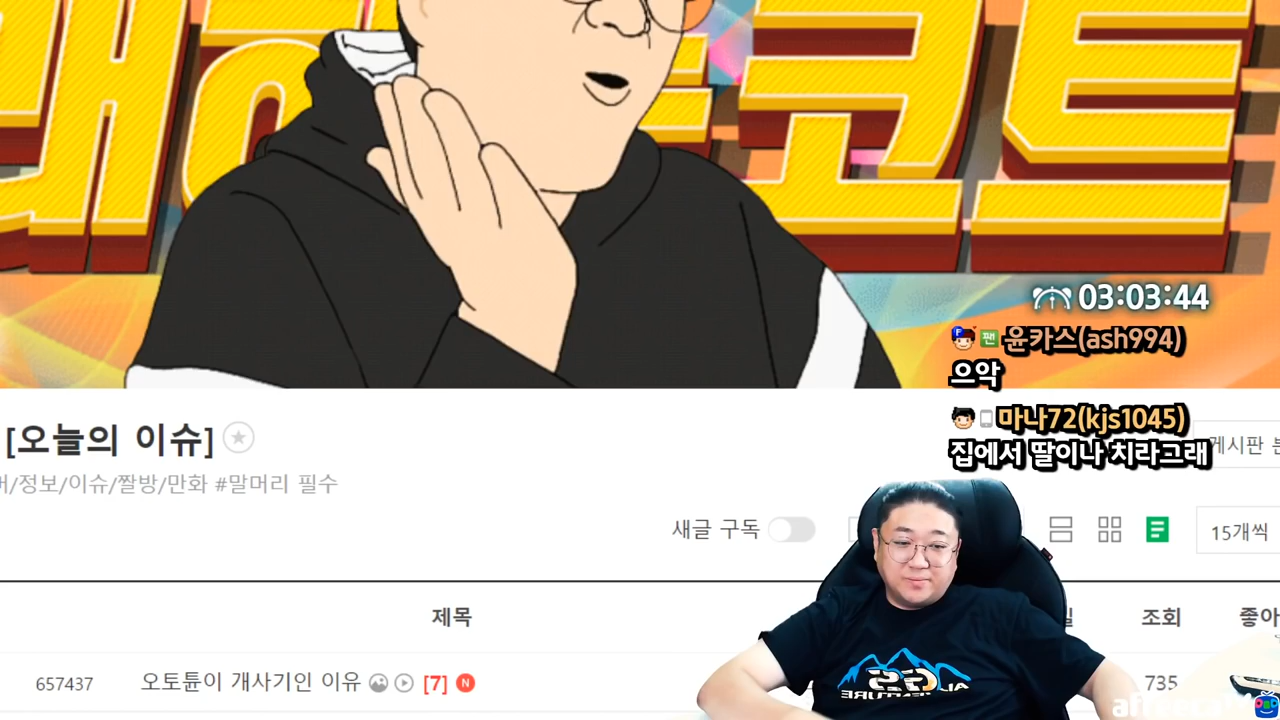 코트
03:03:44
팬 윤카스(ash994)
으악
마나72(kjs1045)
집에서 딸이나 치라그래
[오늘의 이슈]
/정보/이슈/짤방/만화 #말머리 필수
게시판
새글 구독
15개씩
제목
조회
좋아
657437 오토튠이 개사기인 이유 [7] N
735